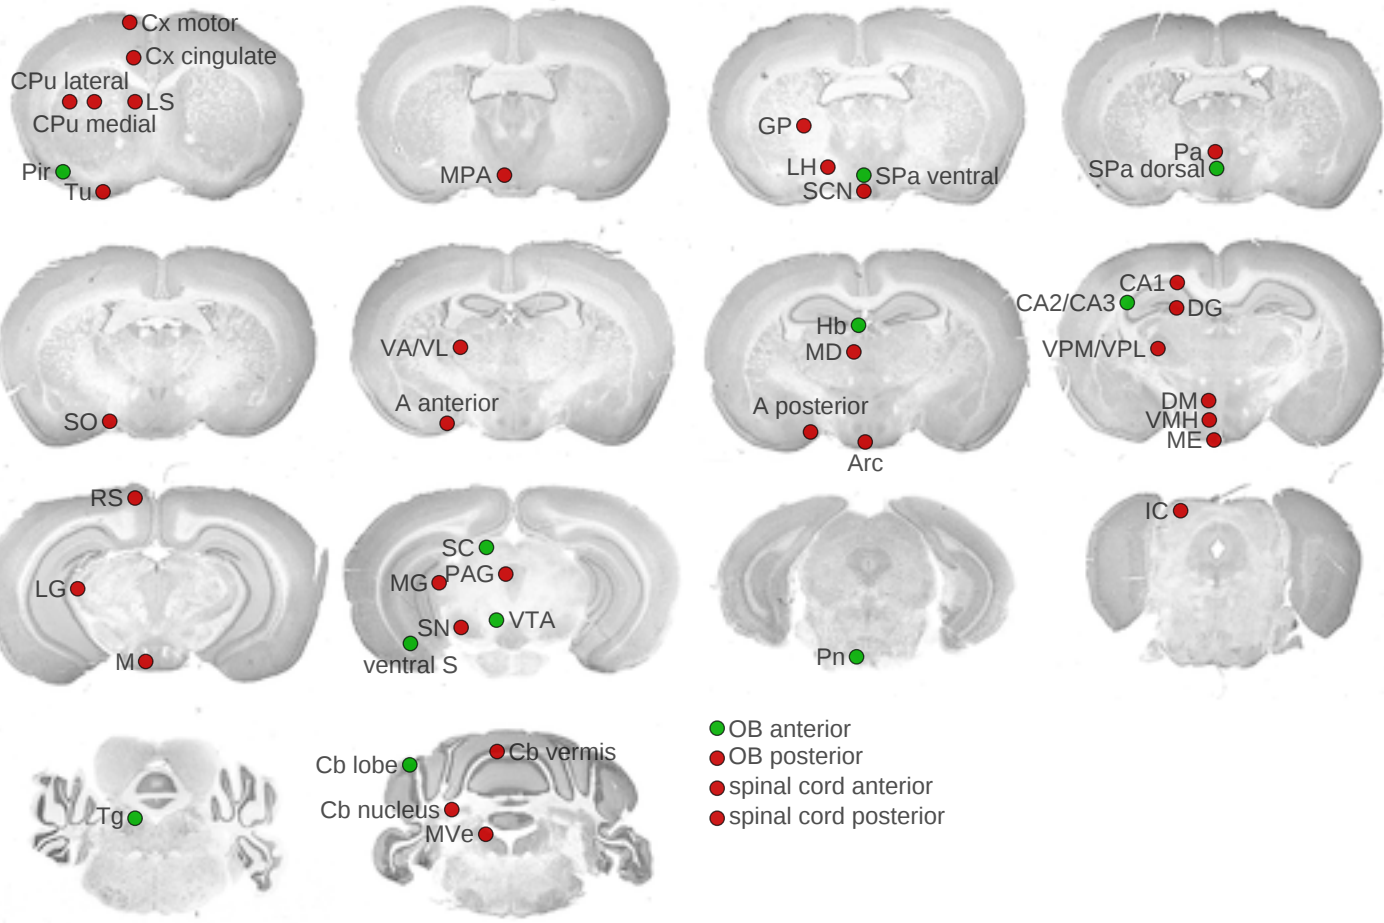 Cx motor
Cx cingulate
CPu lateral
LS
CPu medial
Pir
Tu
MPA
GP
LH
SPa ventral
SCN
Pa
SPa dorsal
SO
VA/VL
A anterior
Hb
MD
A posterior
Arc
CA1
CA2/CA3
DG
VPM/VPL
DM
VMH
ME
RS
LG
M
SC
MG
PAG
SN
VTA
ventral S
Pn
IC
Tg
Cb lobe
Cb vermis
Cb nucleus
MVe
OB anterior
OB posterior
spinal cord anterior
spinal cord posterior